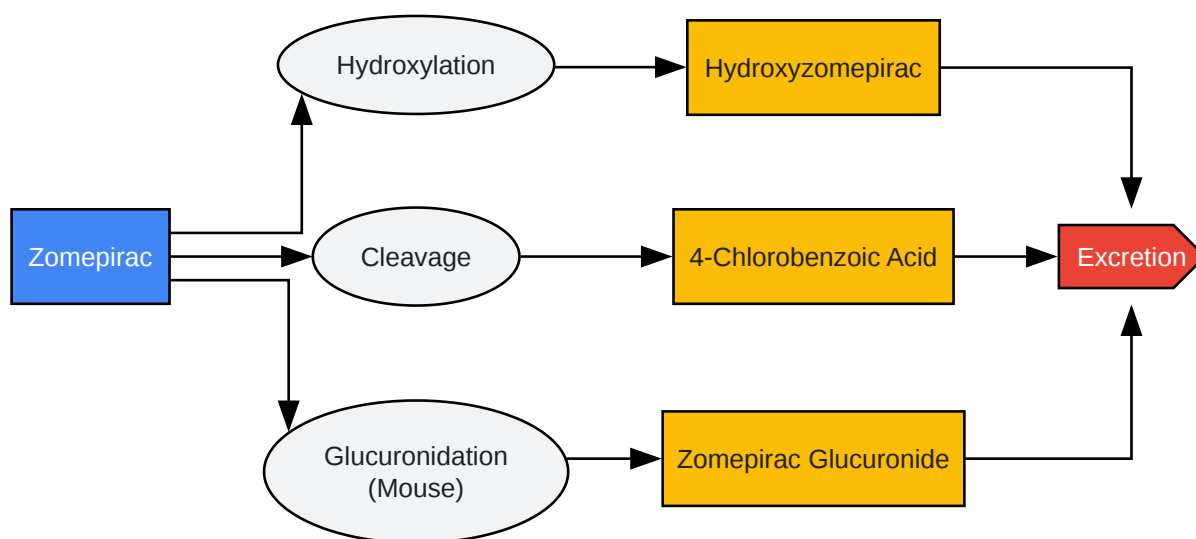 Hydroxylation
Hydroxyzomepirac
Zomepirac
Cleavage
4-Chlorobenzoic Acid
Excretion
Glucuronidation
(Mouse)
Zomepirac Glucuronide